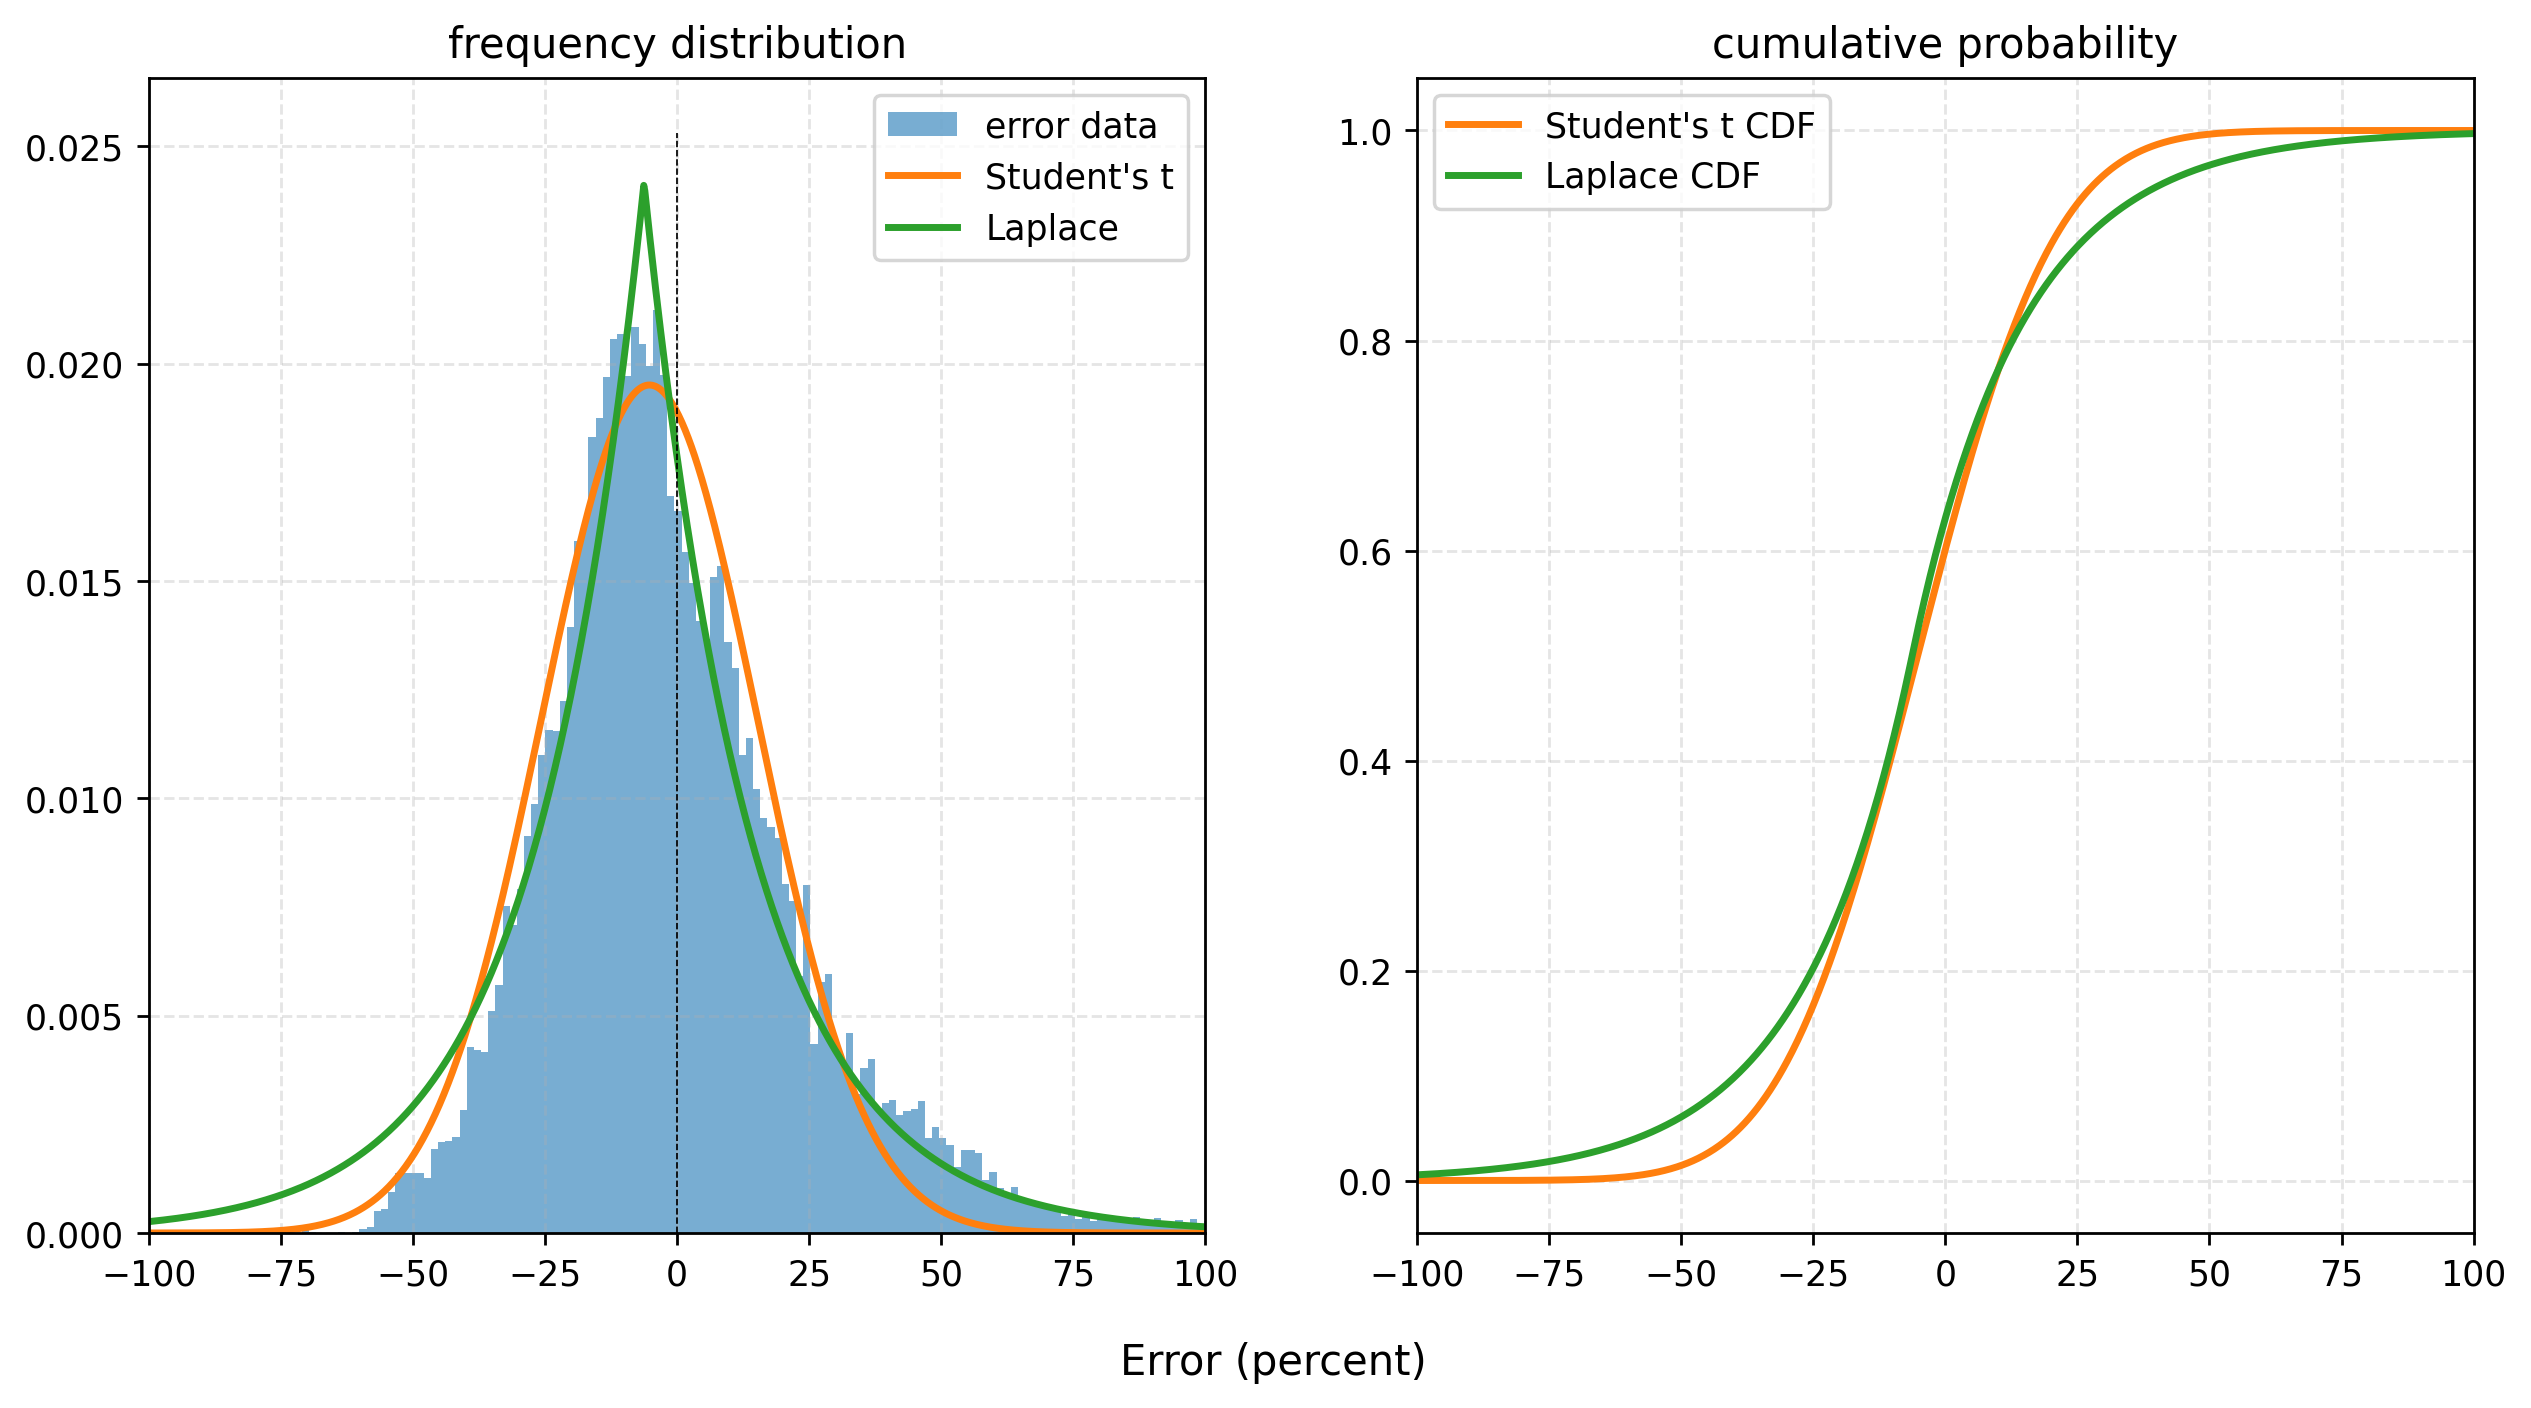 frequency distribution
0.025
0.020
0.015
0.010
0.005
0.000
−100 −75 −50 −25 0 25 50 75 100
error data
Student's t
Laplace
cumulative probability
1.0
0.8
0.6
0.4
0.2
0.0
−100 −75 −50 −25 0 25 50 75 100
Student's t CDF
Laplace CDF
Error (percent)